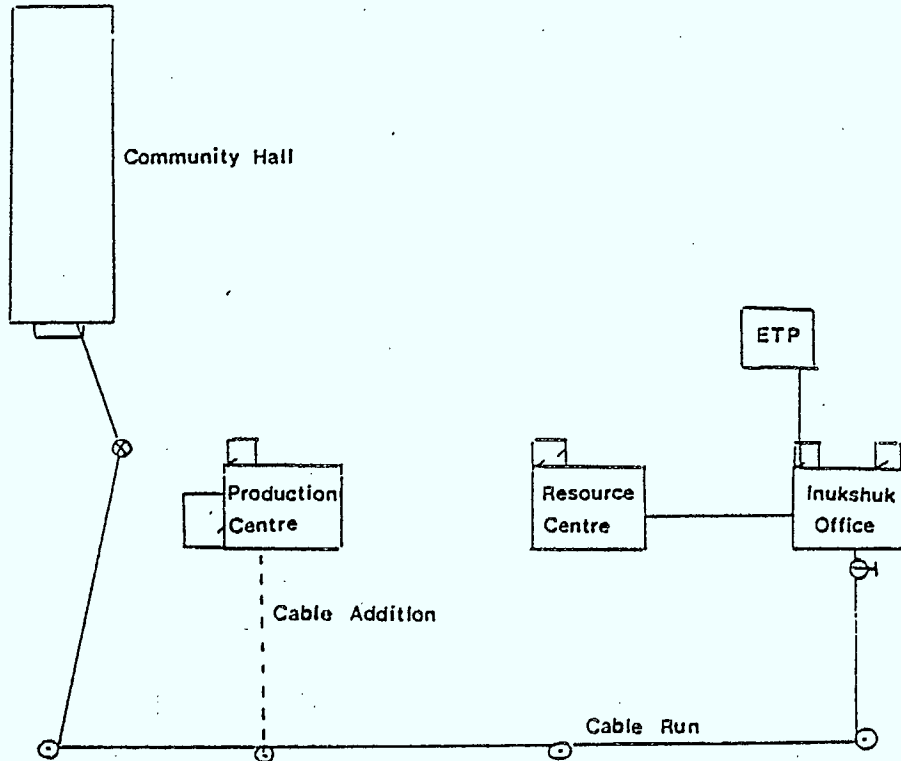 Community Hall
ETP
Production
Centre
Resource
Centre
Inukshuk
Office
Cable Addition
Cable Run